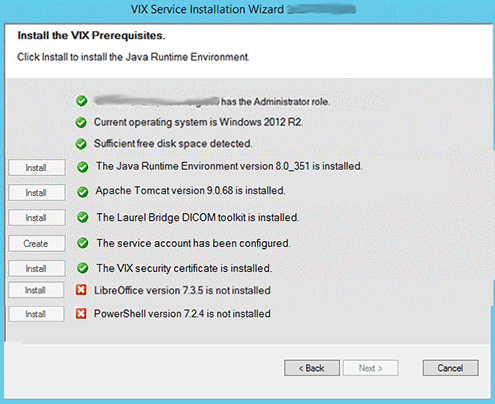 VIX Service Installation Wizard
Install the VIX Prerequisites.
Click Install to install the Java Runtime Environment.
has the Administrator role.
Current operating system is Windows 2012 R2.
Sufficient free disk space detected.
Install The Java Runtime Environment version 8.0_351 is installed.
Install Apache Tomcat version 9.0.68 is installed.
Install The Laurel Bridge DICOM toolkit is installed.
Create The service account has been configured.
Install The VIX security certificate is installed.
Install LibreOffice version 7.3.5 is not installed
Install PowerShell version 7.2.4 is not installed
< Back Next > Cancel